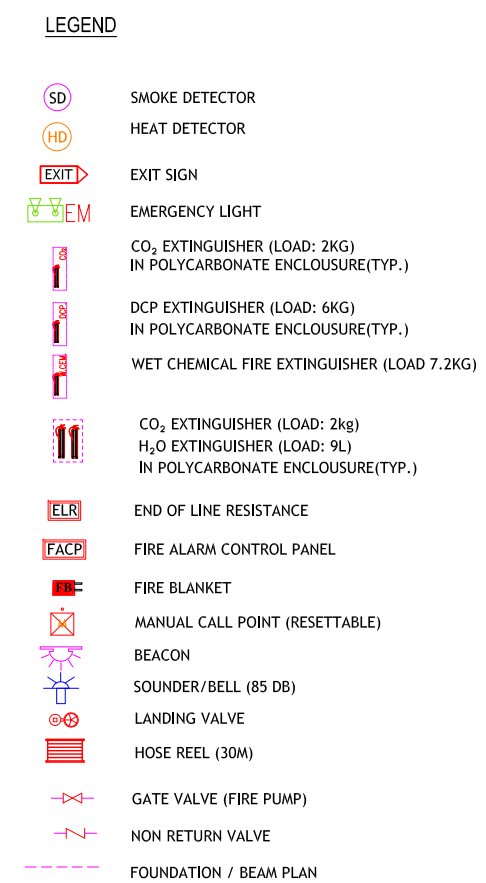 LEGEND
SD SMOKE DETECTOR
HD HEAT DETECTOR
EXIT EXIT SIGN
EM EMERGENCY LIGHT
CO₂ CO₂ EXTINGUISHER (LOAD: 2KG)
IN POLYCARBONATE ENCLOUSURE(TYP.)
DCP DCP EXTINGUISHER (LOAD: 6KG)
IN POLYCARBONATE ENCLOUSURE(TYP.)
W.CEM WET CHEMICAL FIRE EXTINGUISHER (LOAD 7.2KG)
CO₂ EXTINGUISHER (LOAD: 2kg)
H₂O EXTINGUISHER (LOAD: 9L)
IN POLYCARBONATE ENCLOUSURE(TYP.)
ELR END OF LINE RESISTANCE
FACP FIRE ALARM CONTROL PANEL
FB FIRE BLANKET
MANUAL CALL POINT (RESETTABLE)
BEACON
SOUNDER/BELL (85 DB)
LANDING VALVE
HOSE REEL (30M)
GATE VALVE (FIRE PUMP)
NON RETURN VALVE
FOUNDATION / BEAM PLAN